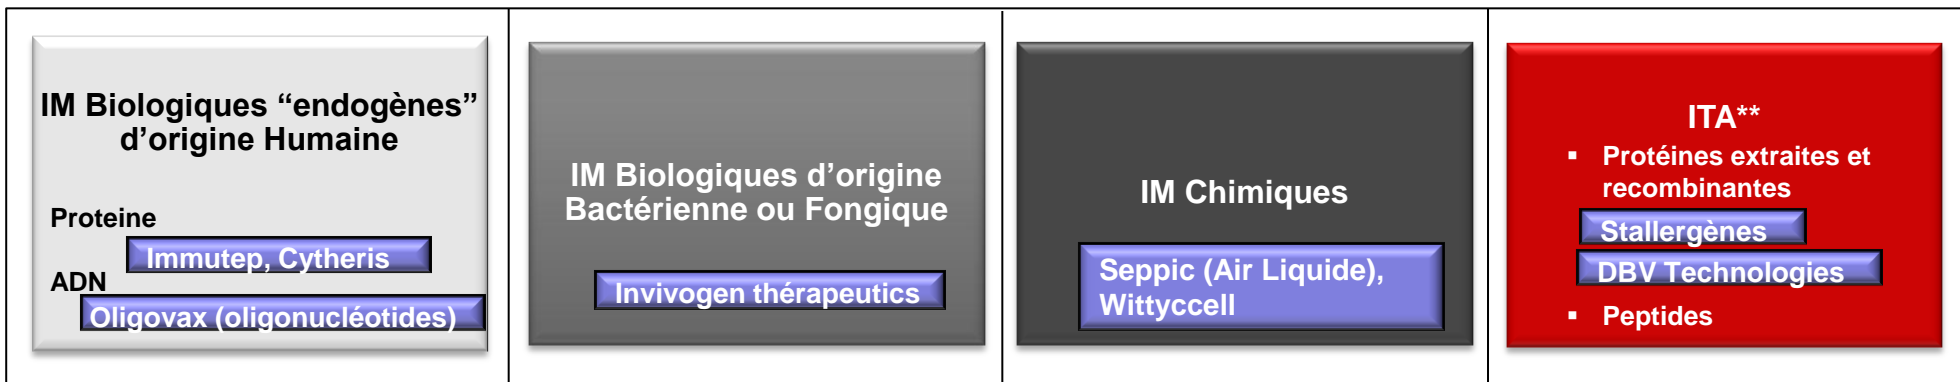 IM Biologiques “endogènes”
d’origine Humaine
Proteine
Immutep, Cytheris
ADN
Oligovax (oligonucléotides)
IM Biologiques d’origine
Bactérienne ou Fongique
Invivogen thérapeutics
IM Chimiques
Seppic (Air Liquide),
Wittyccell
ITA**
▪ Protéines extraites et
recombinantes
Stallergènes
DBV Technologies
▪ Peptides